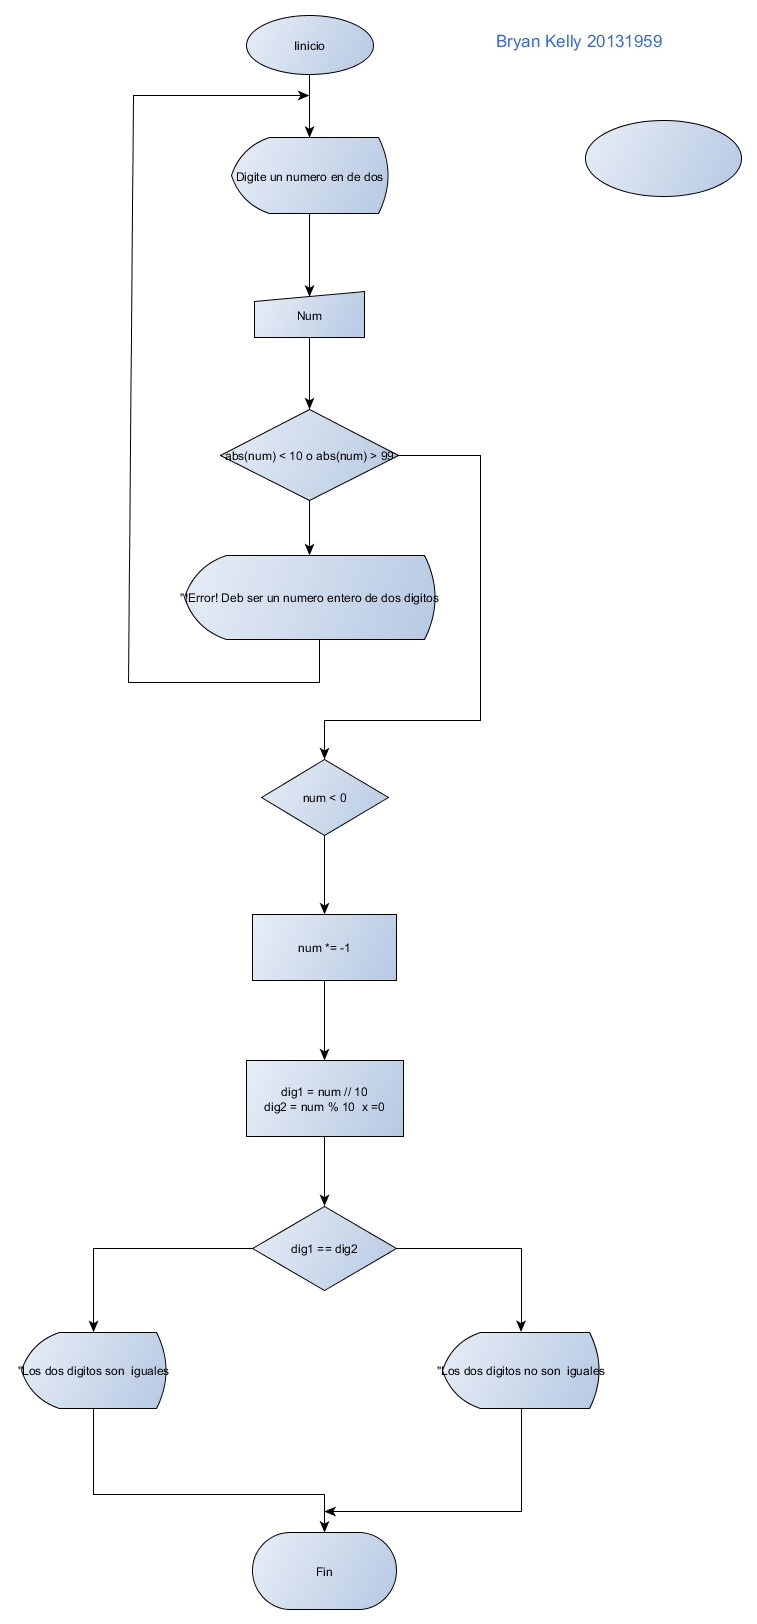 Iinicio
Bryan Kelly 20131959
Digite un numero en de dos
Num
abs(num) < 10 o abs(num) > 99
"!Error! Deb ser un numero entero de dos digitos
num < 0
num *= -1
dig1 = num // 10
dig2 = num % 10  x =0
dig1 == dig2
"Los dos digitos son  iguales
"Los dos digitos no son  iguales
Fin